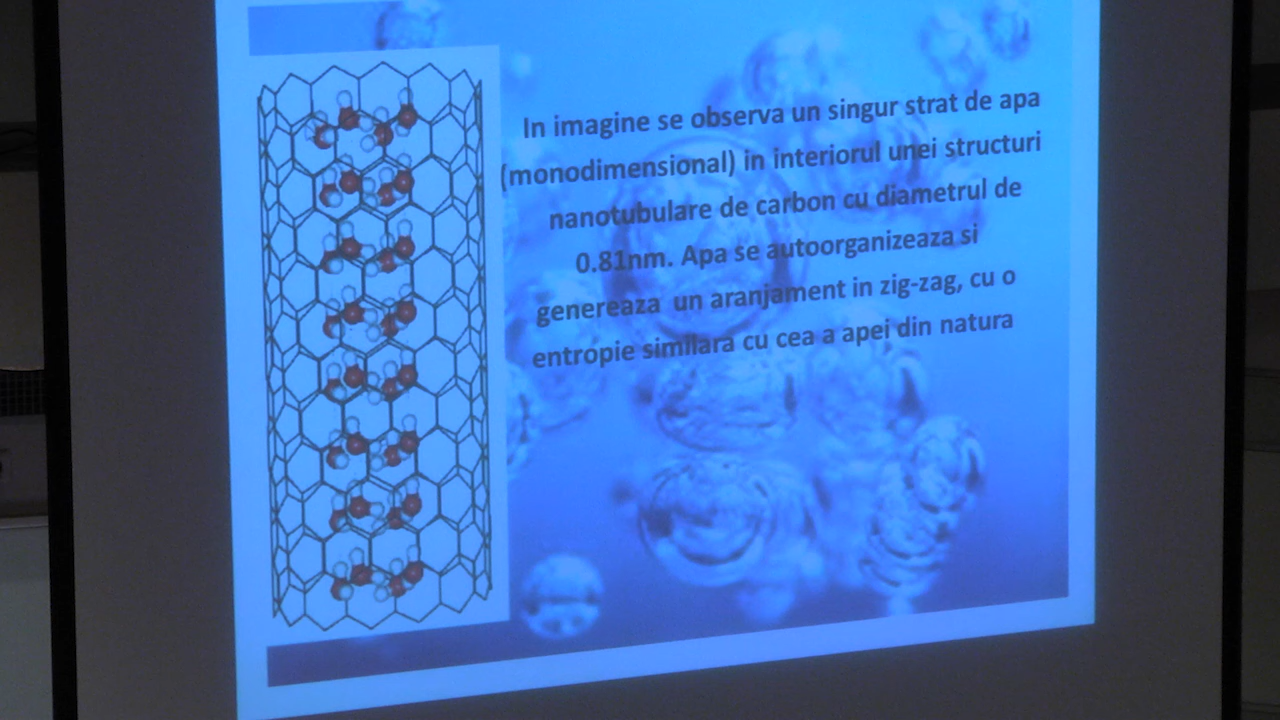 In imagine se observa un singur strat de apa
(monodimensional) in interiorul unei structuri
nanotubulare de carbon cu diametrul de
0.81nm. Apa se autoorganizeaza si
genereaza un aranjament in zig-zag, cu o
entropie similara cu cea a apei din natura